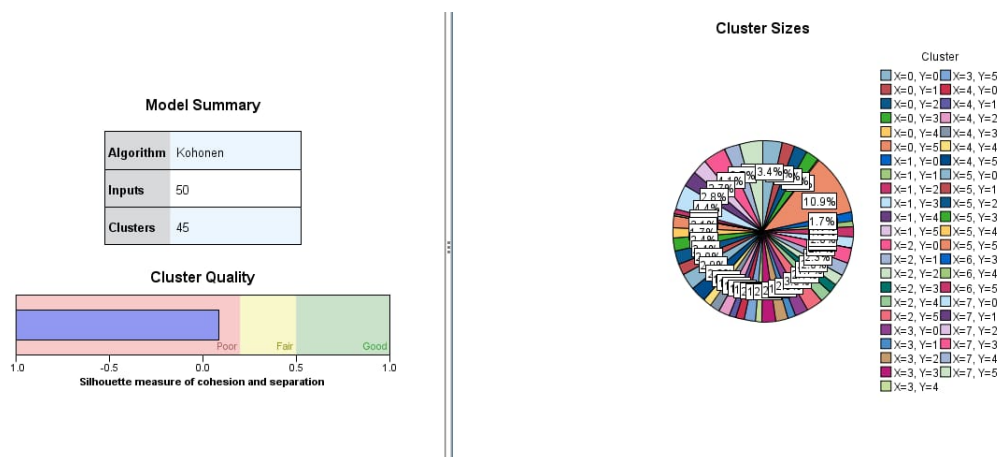 Model Summary
Algorithm Kohonen
Inputs 50
Clusters 45
Cluster Quality
Poor Fair Good
1.0 0.5 0.0 0.5 1.0
Silhouette measure of cohesion and separation
Cluster Sizes
3.4%
10.9%
1.7%
2.8%
4.4%
Cluster
X=0, Y=0 X=3, Y=5
X=0, Y=1 X=4, Y=0
X=0, Y=2 X=4, Y=1
X=0, Y=3 X=4, Y=2
X=0, Y=4 X=4, Y=3
X=0, Y=5 X=4, Y=4
X=1, Y=0 X=4, Y=5
X=1, Y=1 X=5, Y=0
X=1, Y=2 X=5, Y=1
X=1, Y=3 X=5, Y=2
X=1, Y=4 X=5, Y=3
X=1, Y=5 X=5, Y=4
X=2, Y=0 X=5, Y=5
X=2, Y=1 X=6, Y=3
X=2, Y=2 X=6, Y=4
X=2, Y=3 X=6, Y=5
X=2, Y=4 X=7, Y=0
X=2, Y=5 X=7, Y=1
X=3, Y=0 X=7, Y=2
X=3, Y=1 X=7, Y=3
X=3, Y=2 X=7, Y=4
X=3, Y=3 X=7, Y=5
X=3, Y=4